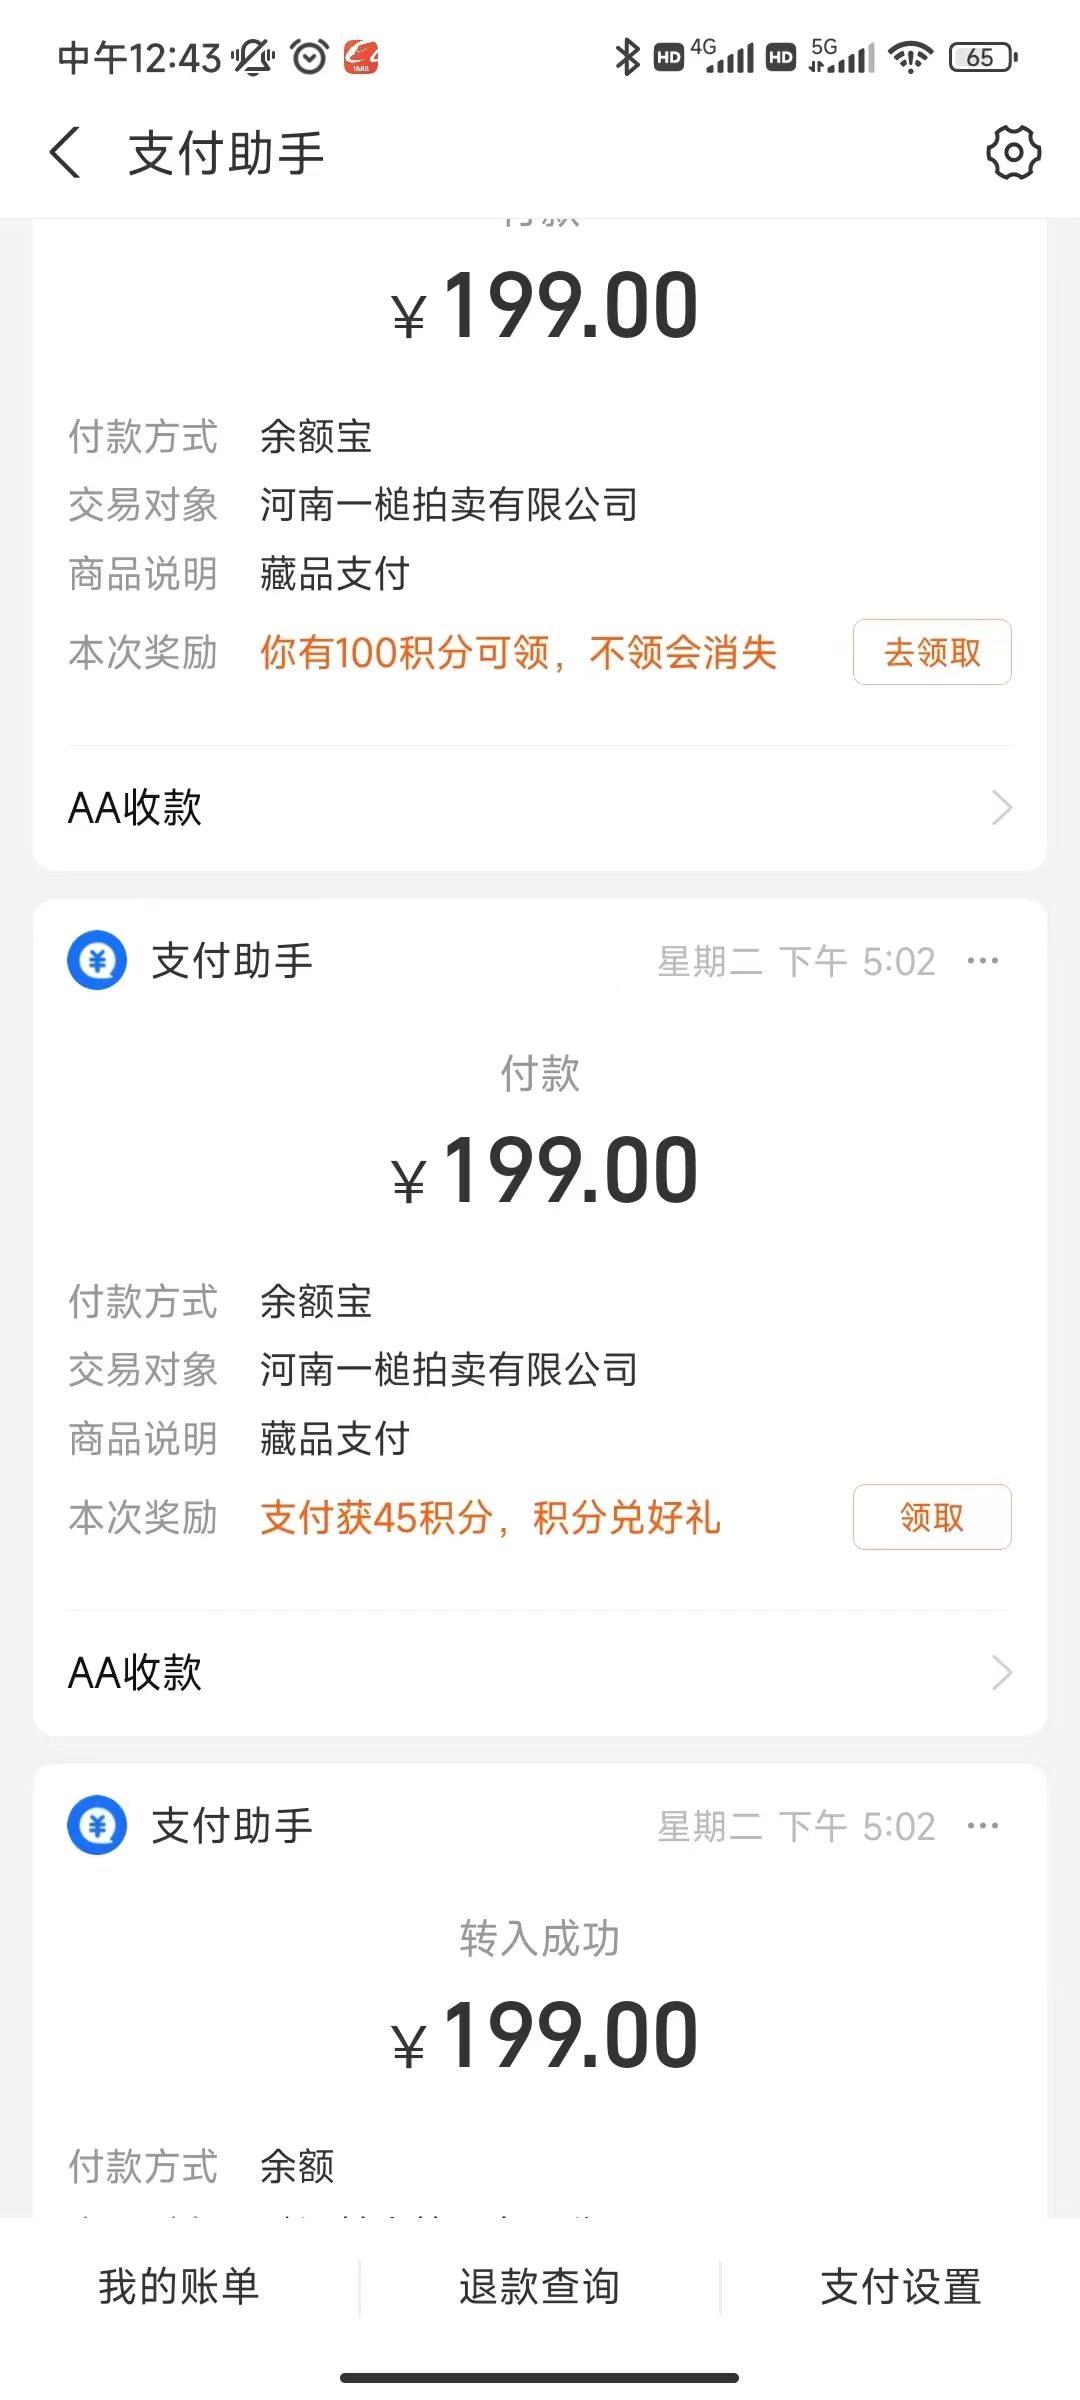 中午12:43
1688
HD 4G HD 5G 65
支付助手
付款
¥199.00
付款方式 余额宝
交易对象 河南一槌拍卖有限公司
商品说明 藏品支付
本次奖励 你有100积分可领，不领会消失 去领取
AA收款
支付助手 星期二 下午 5:02
付款
¥199.00
付款方式 余额宝
交易对象 河南一槌拍卖有限公司
商品说明 藏品支付
本次奖励 支付获45积分，积分兑好礼 领取
AA收款
支付助手 星期二 下午 5:02
转入成功
¥199.00
付款方式 余额
我的账单 退款查询 支付设置